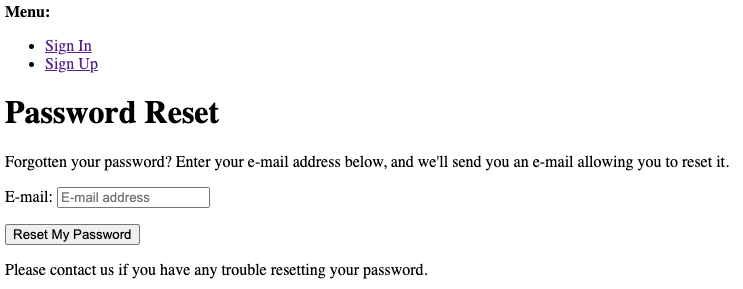 Menu:
Sign In
Sign Up
Password Reset
Forgotten your password? Enter your e-mail address below, and we'll send you an e-mail allowing you to reset it.
E-mail: E-mail address
Reset My Password
Please contact us if you have any trouble resetting your password.